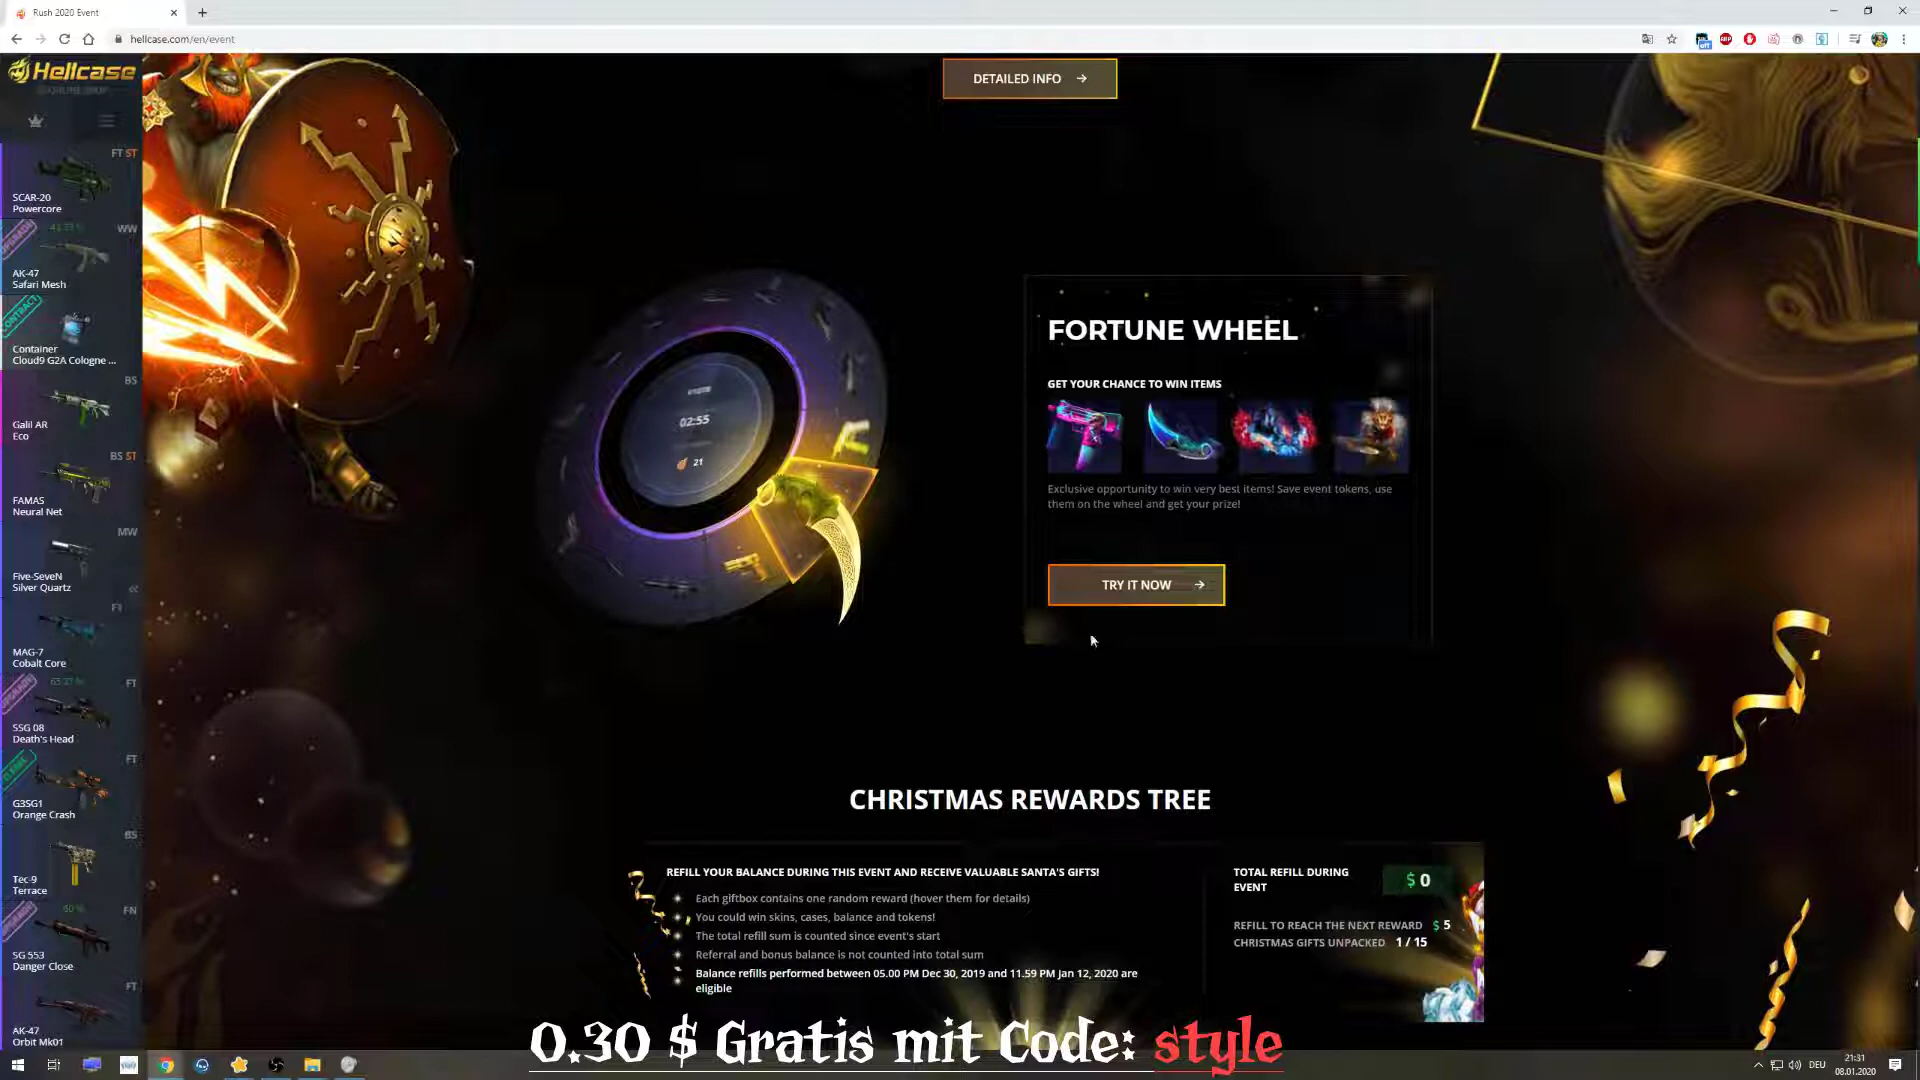 Rush 2020 Event
hellcase.com/en/event
Hellcase
DETAILED INFO
FT ST
SCAR-20
Powercore
WW
AK-47
Safari Mesh
CONTRACT
Container
Cloud9 G2A Cologne ...
BS
Galil AR
Eco
BS ST
FAMAS
Neural Net
MW
Five-SeveN
Silver Quartz
MAG-7
Cobalt Core
FT
SSG 08
Death's Head
FT
G3SG1
Orange Crash
BS
Tec-9
Terrace
60 %
FN
SG 553
Danger Close
FT
AK-47
Orbit Mk01
02:55
21
FORTUNE WHEEL
GET YOUR CHANCE TO WIN ITEMS
Exclusive opportunity to win very best items! Save event tokens, use
them on the wheel and get your prize!
TRY IT NOW
CHRISTMAS REWARDS TREE
REFILL YOUR BALANCE DURING THIS EVENT AND RECEIVE VALUABLE SANTA'S GIFTS!
Each giftbox contains one random reward (hover them for details)
You could win skins, cases, balance and tokens!
The total refill sum is counted since event's start
Referral and bonus balance is not counted into total sum
Balance refills performed between 05.00 PM Dec 30, 2019 and 11.59 PM Jan 12, 2020 are
eligible
TOTAL REFILL DURING
EVENT
$ 0
REFILL TO REACH THE NEXT REWARD $ 5
CHRISTMAS GIFTS UNPACKED 1 / 15
0.30 $ Gratis mit Code: style
DEU
21:31
08.01.2020